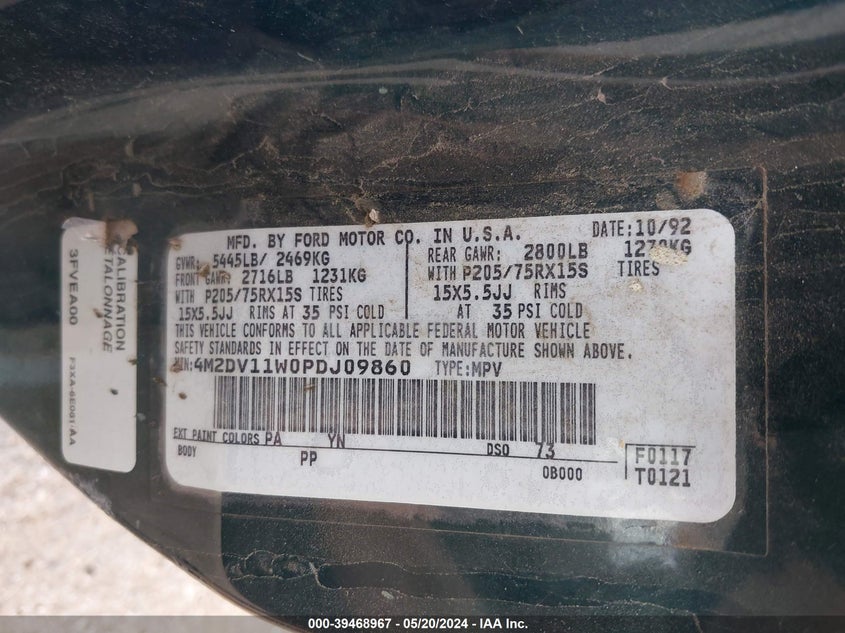 CALIBRATION
ETALONNAGE
3FVEA00
F3XA-6E061-AA
MFD. BY FORD MOTOR CO. IN U.S.A.
DATE: 10/92
GVWR: 5445LB/ 2469KG
FRONT GAWR: 2716LB 1231KG
WITH P205/75RX15S TIRES
15X5.5JJ RIMS AT 35 PSI COLD
REAR GAWR: 2800LB 1270KG
WITH P205/75RX15S TIRES
15X5.5JJ RIMS
AT 35 PSI COLD
THIS VEHICLE CONFORMS TO ALL APPLICABLE FEDERAL MOTOR VEHICLE
SAFETY STANDARDS IN EFFECT ON DATE OF MANUFACTURE SHOWN ABOVE.
VIN: 4M2DV11W0PDJ09860 TYPE: MPV
EXT PAINT COLORS PA YN DSO 73
BODY PP 0B000
F0117
T0121
000-39468967 — 05/20/2024 — IAA Inc.